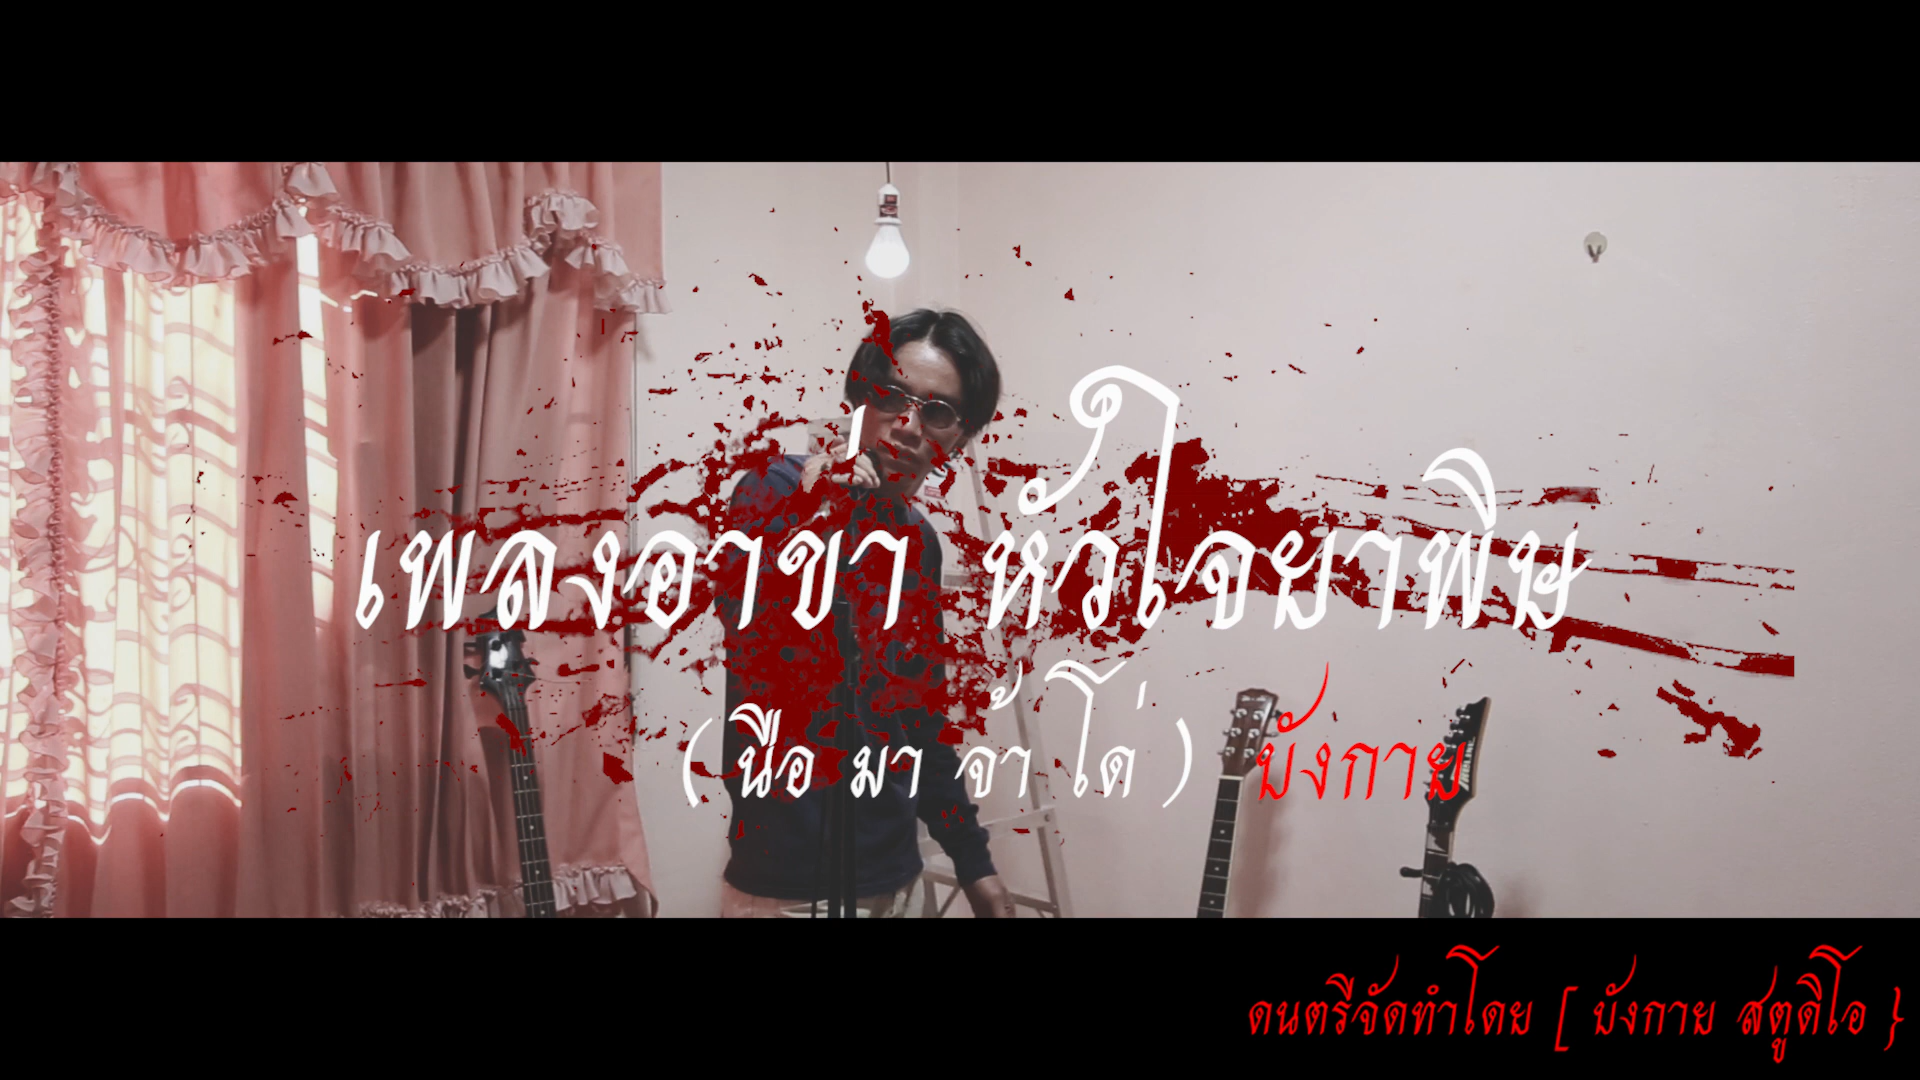 เพลงอาข่า หัวใจยาพิษ
( นือ มา จ้า โด่ ) บังกาย
ดนตรีจัดทำโดย [ บังกาย สตูดิโอ }